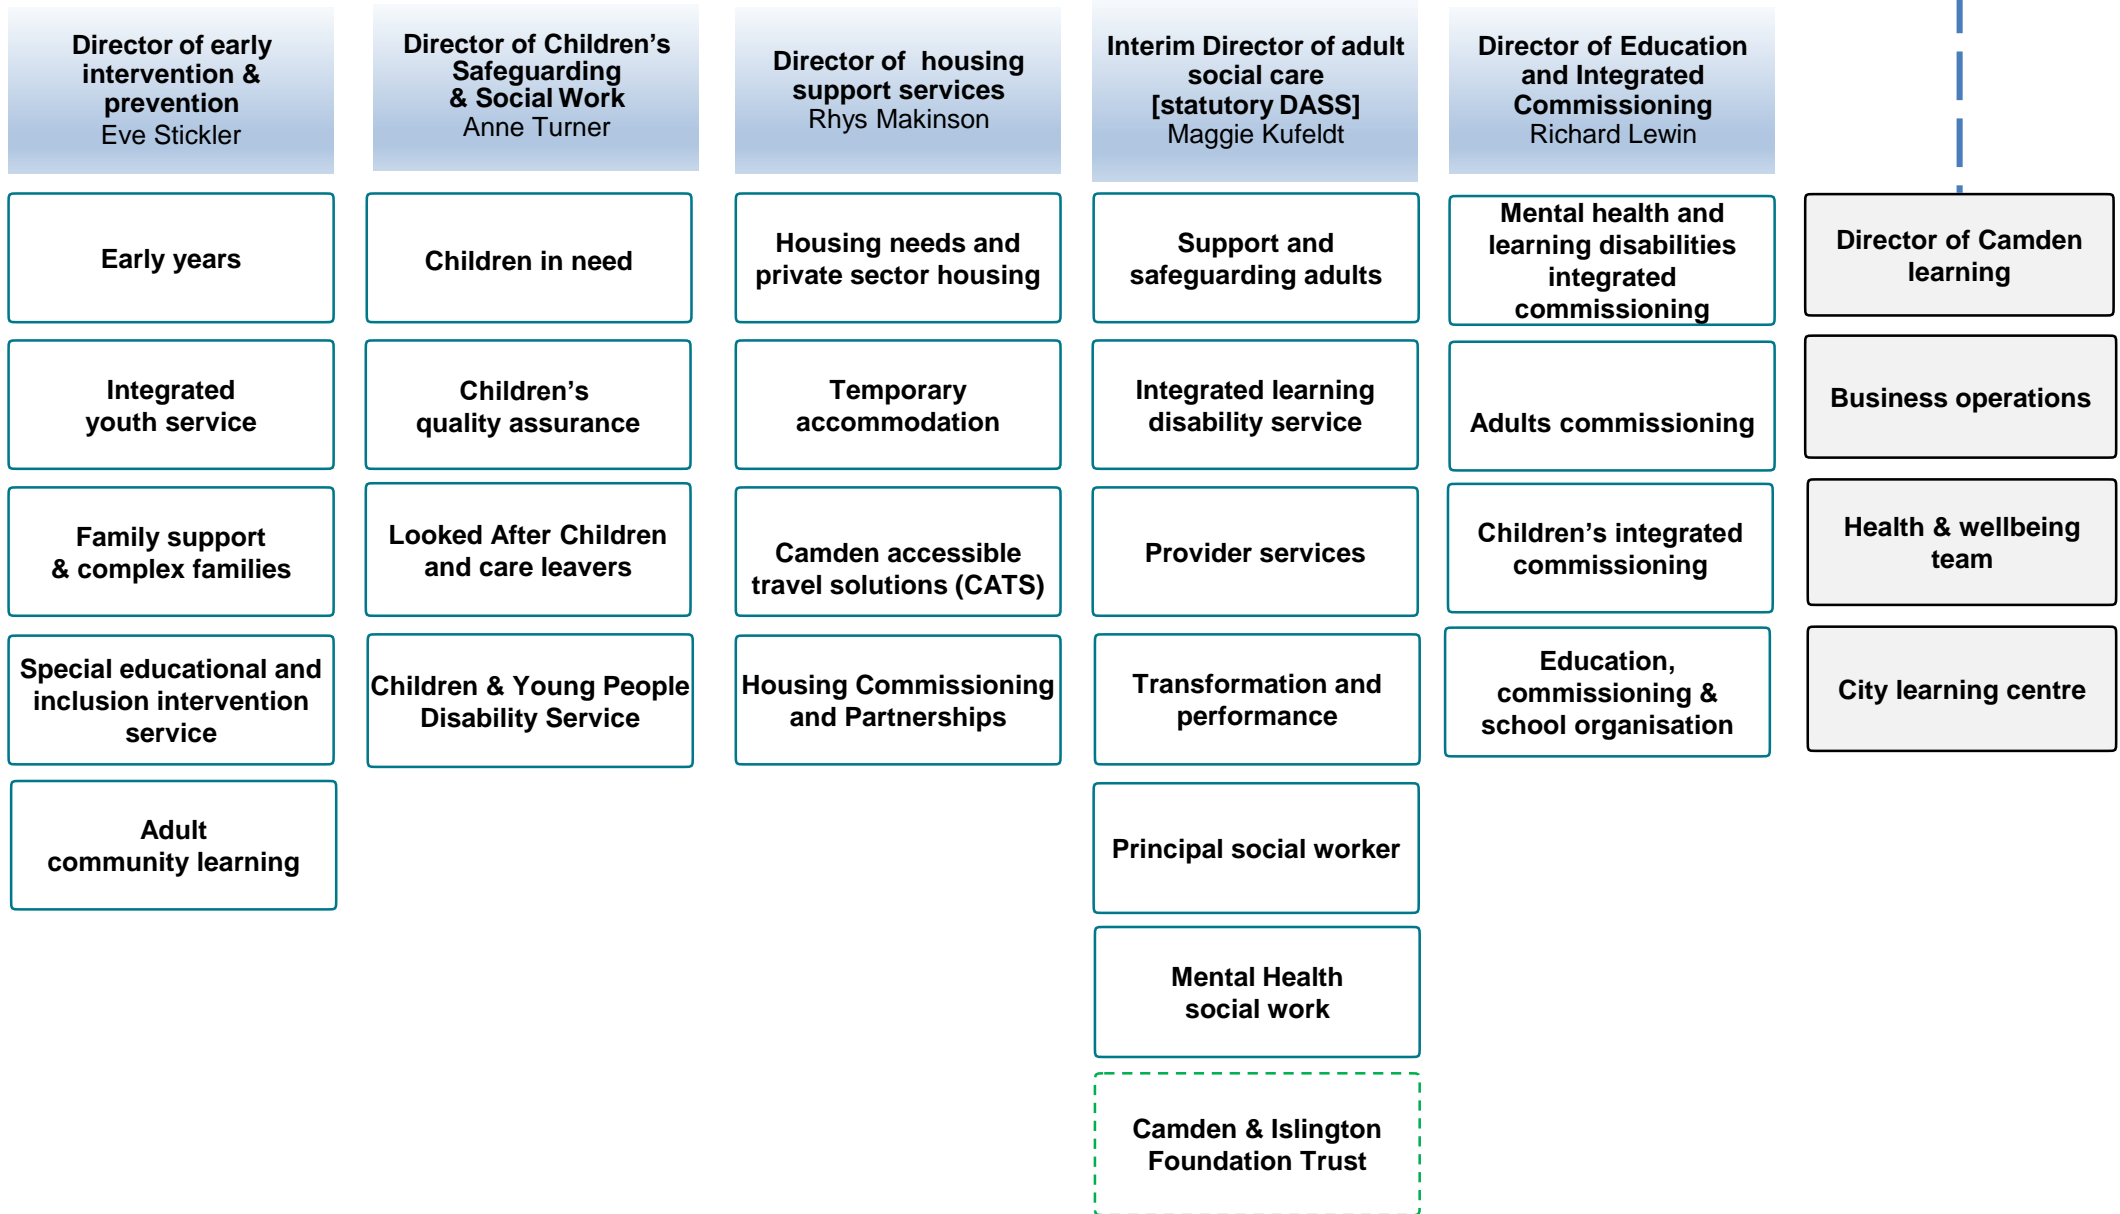 Director of early
intervention &
prevention
Eve Stickler
Early years
Integrated
youth service
Family support
& complex families
Special educational and
inclusion intervention
service
Adult
community learning
Director of Children’s
Safeguarding
& Social Work
Anne Turner
Children in need
Children’s
quality assurance
Looked After Children
and care leavers
Children & Young People
Disability Service
Director of housing
support services
Rhys Makinson
Housing needs and
private sector housing
Temporary
accommodation
Camden accessible
travel solutions (CATS)
Housing Commissioning
and Partnerships
Interim Director of adult
social care
[statutory DASS]
Maggie Kufeldt
Support and
safeguarding adults
Integrated learning
disability service
Provider services
Transformation and
performance
Principal social worker
Mental Health
social work
Camden & Islington
Foundation Trust
Director of Education
and Integrated
Commissioning
Richard Lewin
Mental health and
learning disabilities
integrated
commissioning
Adults commissioning
Children’s integrated
commissioning
Education,
commissioning &
school organisation
Director of Camden
learning
Business operations
Health & wellbeing
team
City learning centre